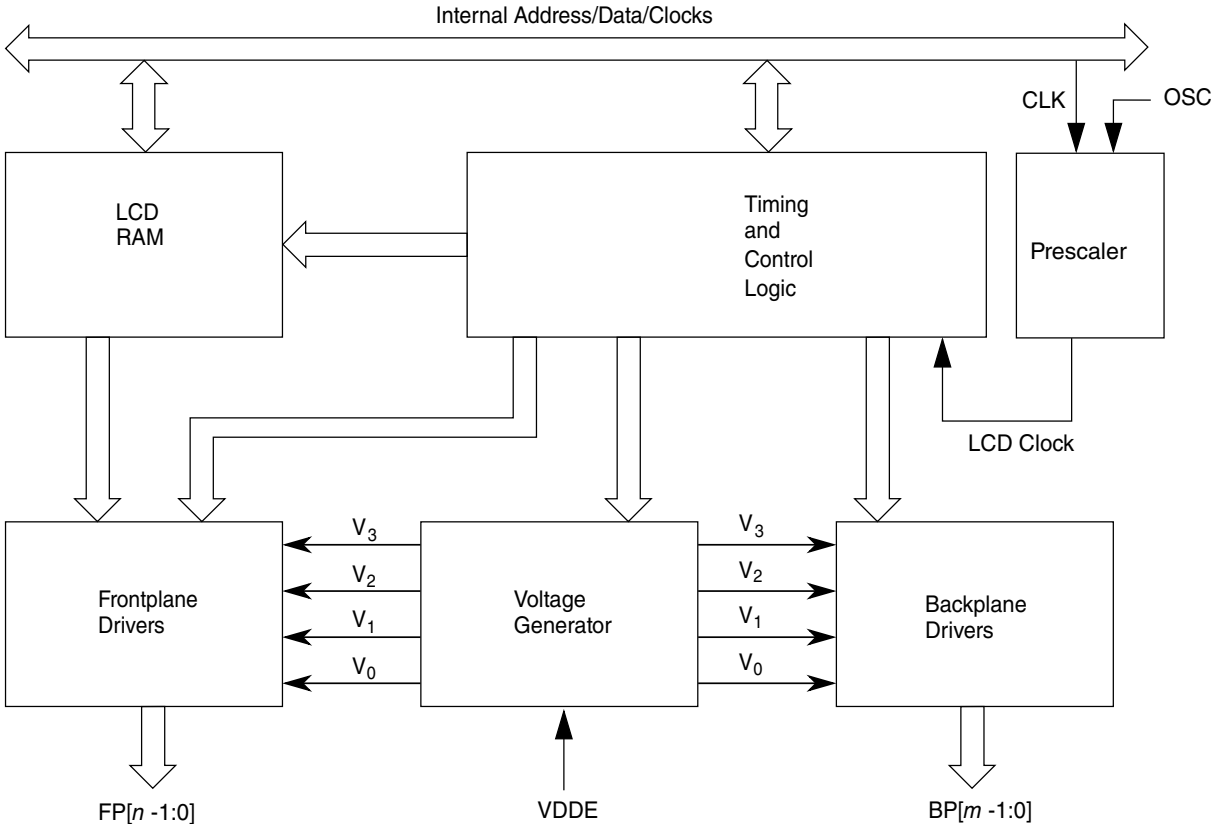 Internal Address/Data/Clocks
CLK
OSC
LCD
RAM
Timing
and
Control
Logic
Prescaler
LCD Clock
V3
V3
V2
V2
V1
V1
V0
V0
Frontplane
Drivers
Voltage
Generator
Backplane
Drivers
FP[n -1:0]
VDDE
BP[m -1:0]